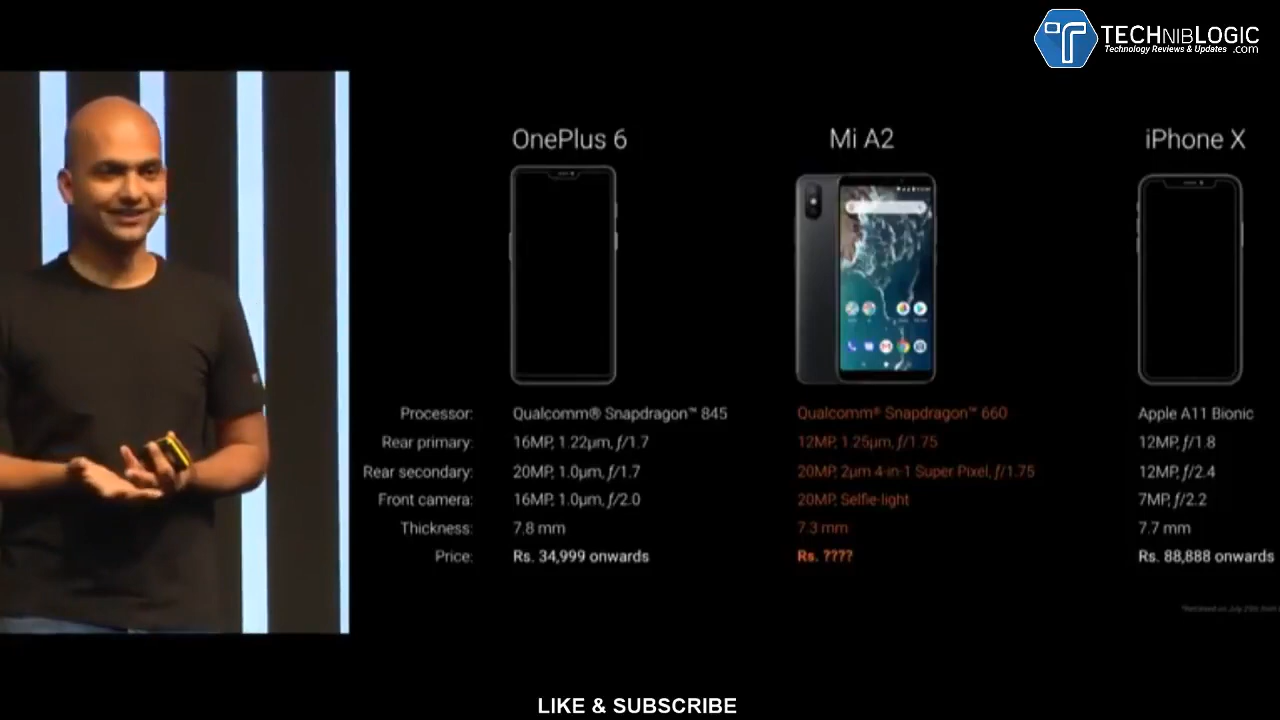 TECHNIBLOGIC
Technology Reviews & Updates .com
OnePlus 6
Mi A2
iPhone X
Processor: Qualcomm® Snapdragon™ 845 Qualcomm® Snapdragon™ 660 Apple A11 Bionic
Rear primary: 16MP, 1.22μm, ƒ/1.7 12MP, 1.25μm, ƒ/1.75 12MP, ƒ/1.8
Rear secondary: 20MP, 1.0μm, ƒ/1.7 20MP, 2μm 4-in-1 Super Pixel, ƒ/1.75 12MP, ƒ/2.4
Front camera: 16MP, 1.0μm, ƒ/2.0 20MP, Selfie-light 7MP, ƒ/2.2
Thickness: 7.8 mm 7.3 mm 7.7 mm
Price: Rs. 34,999 onwards Rs. ???? Rs. 88,888 onwards
LIKE & SUBSCRIBE